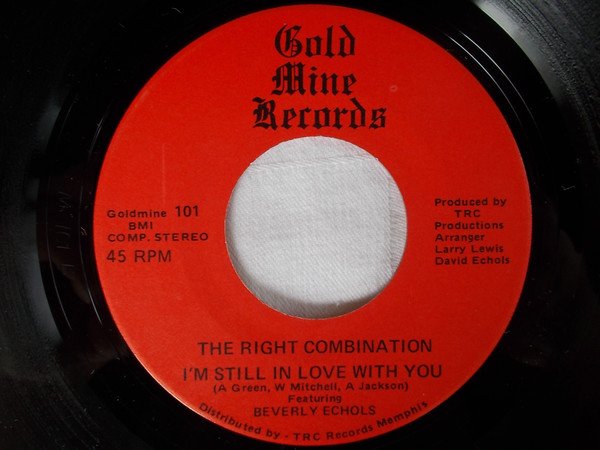 Gold
Mine
Records
Goldmine 101
BMI
COMP. STEREO
45 RPM
Produced by
TRC
Productions
Arranger
Larry Lewis
David Echols
THE RIGHT COMBINATION
I'M STILL IN LOVE WITH YOU
(A Green, W Mitchell, A Jackson)
Featuring
BEVERLY ECHOLS
Distributed by - TRC Records Memphis